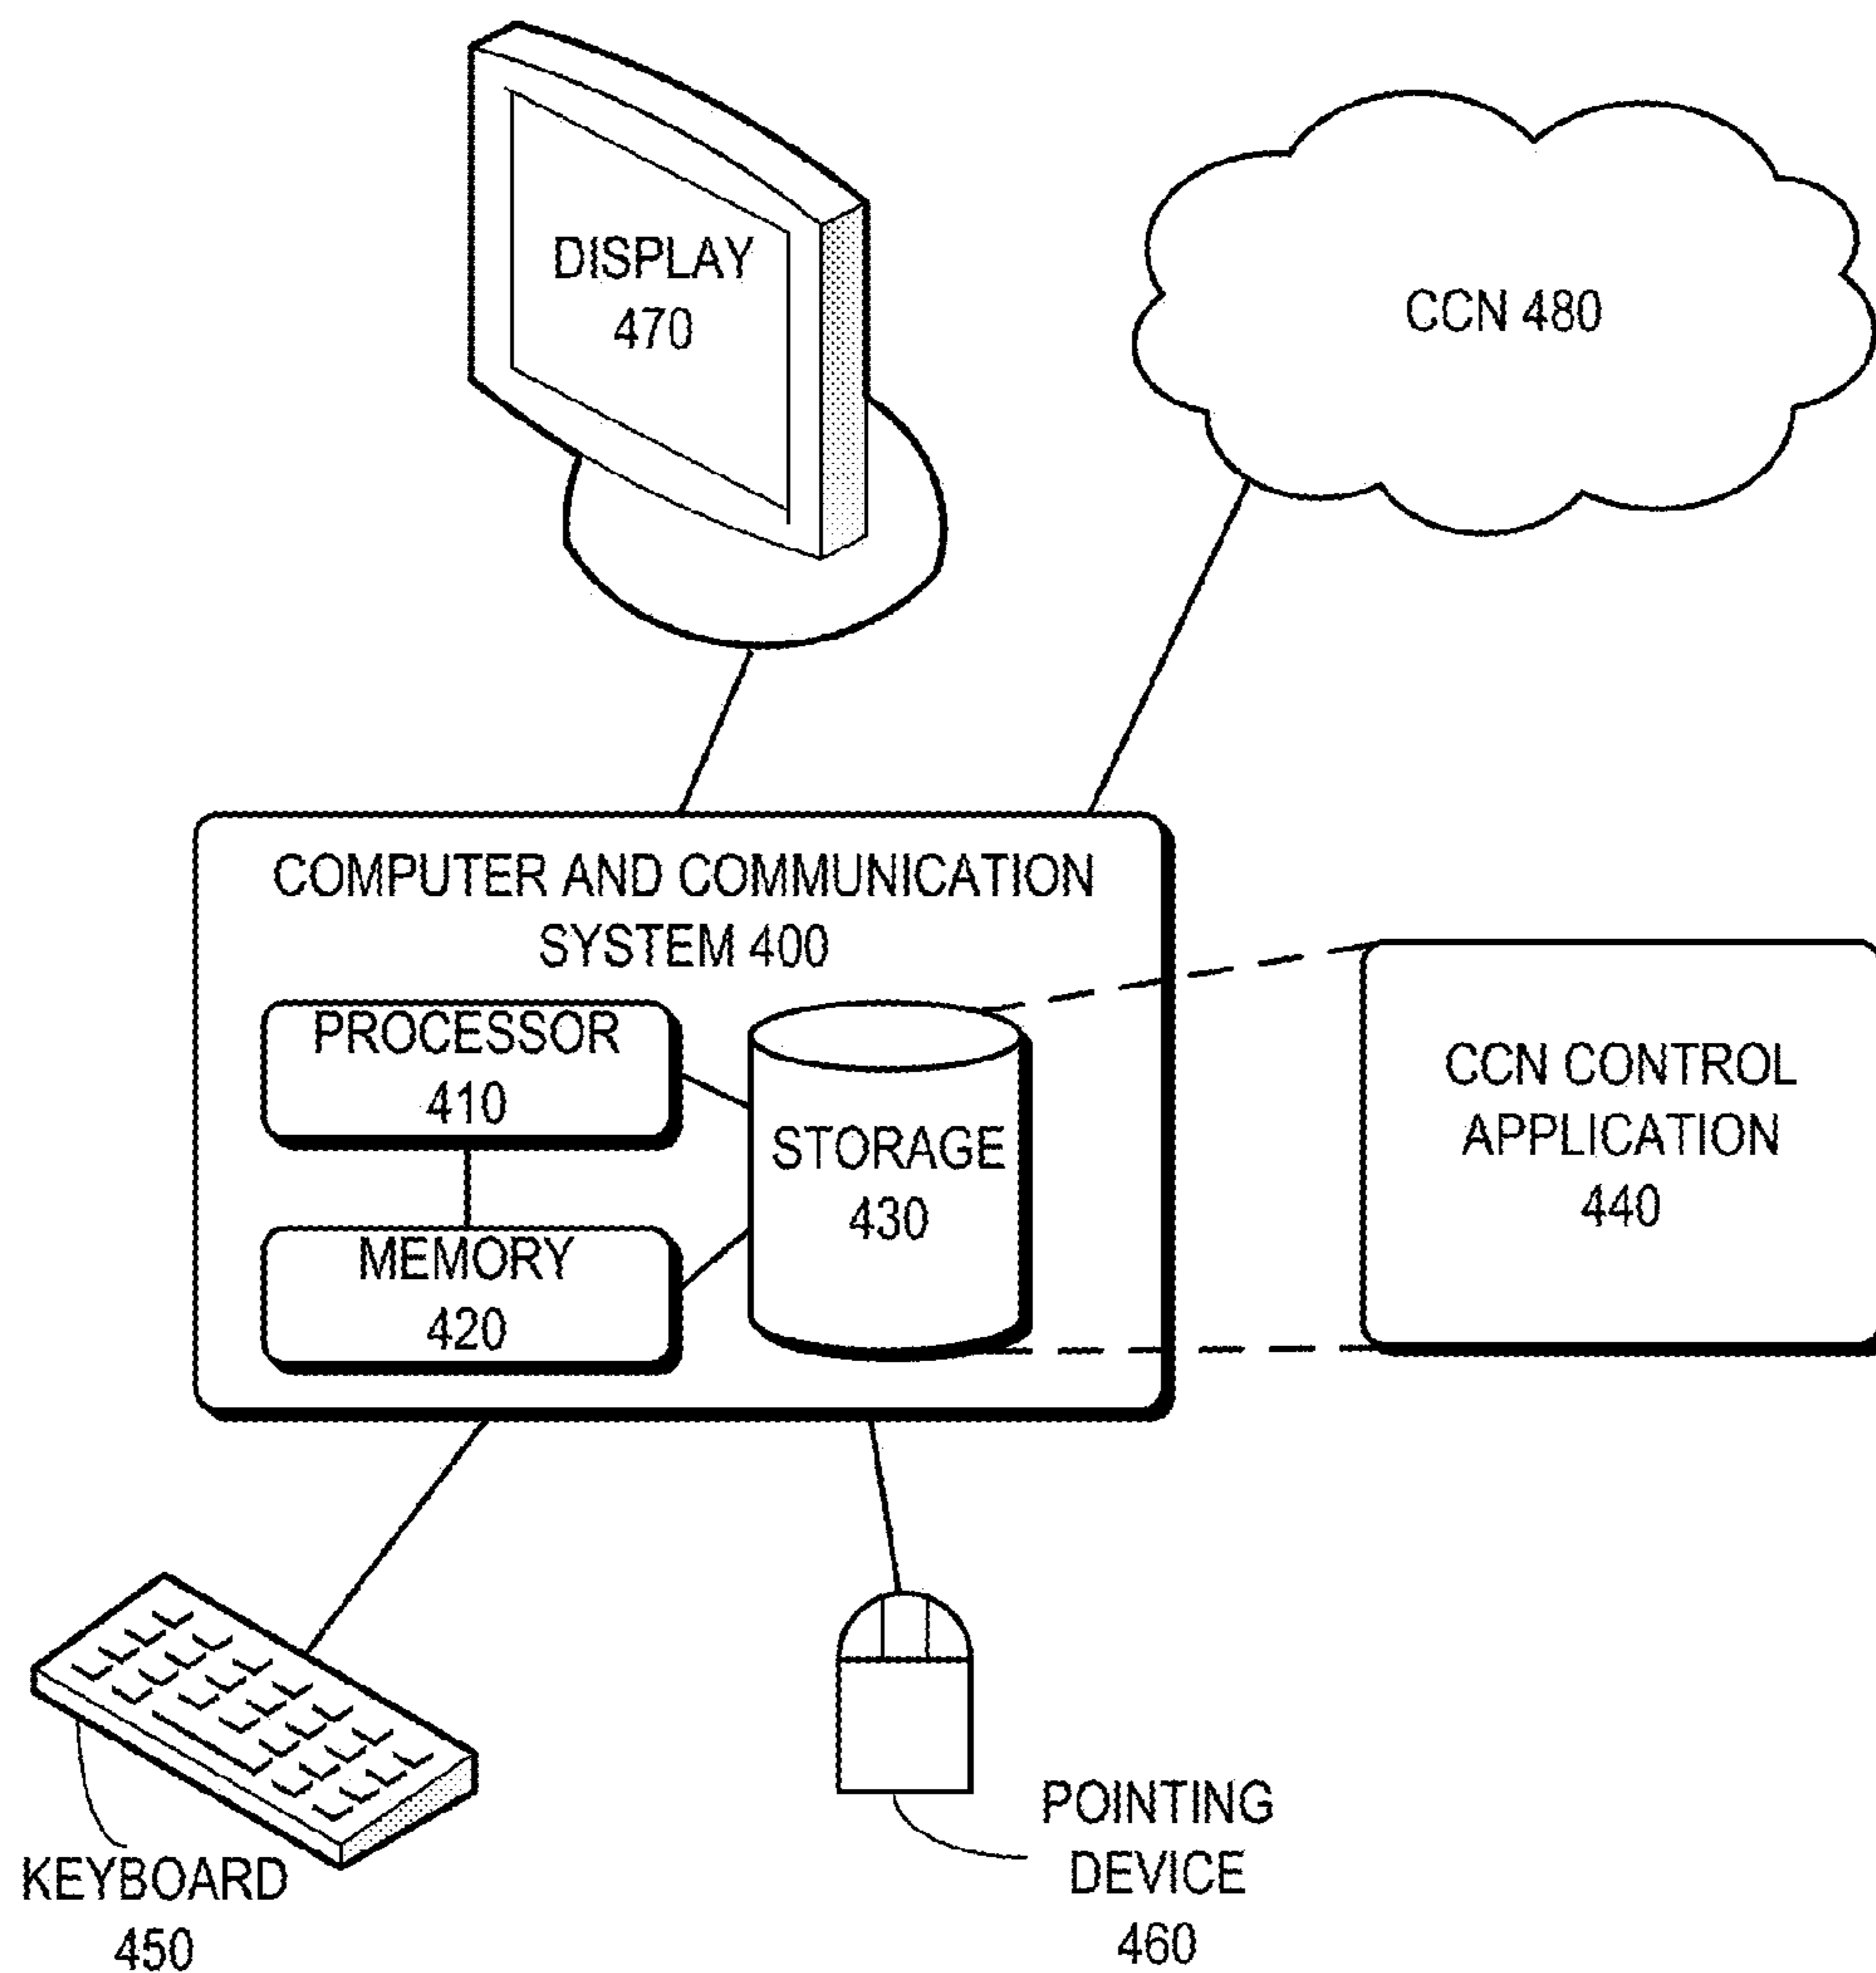 DISPLAY
470
CCN 480
COMPUTER AND COMMUNICATION
SYSTEM 400
PROCESSOR
410
STORAGE
430
MEMORY
420
CCN CONTROL
APPLICATION
440
KEYBOARD
450
POINTING
DEVICE
460